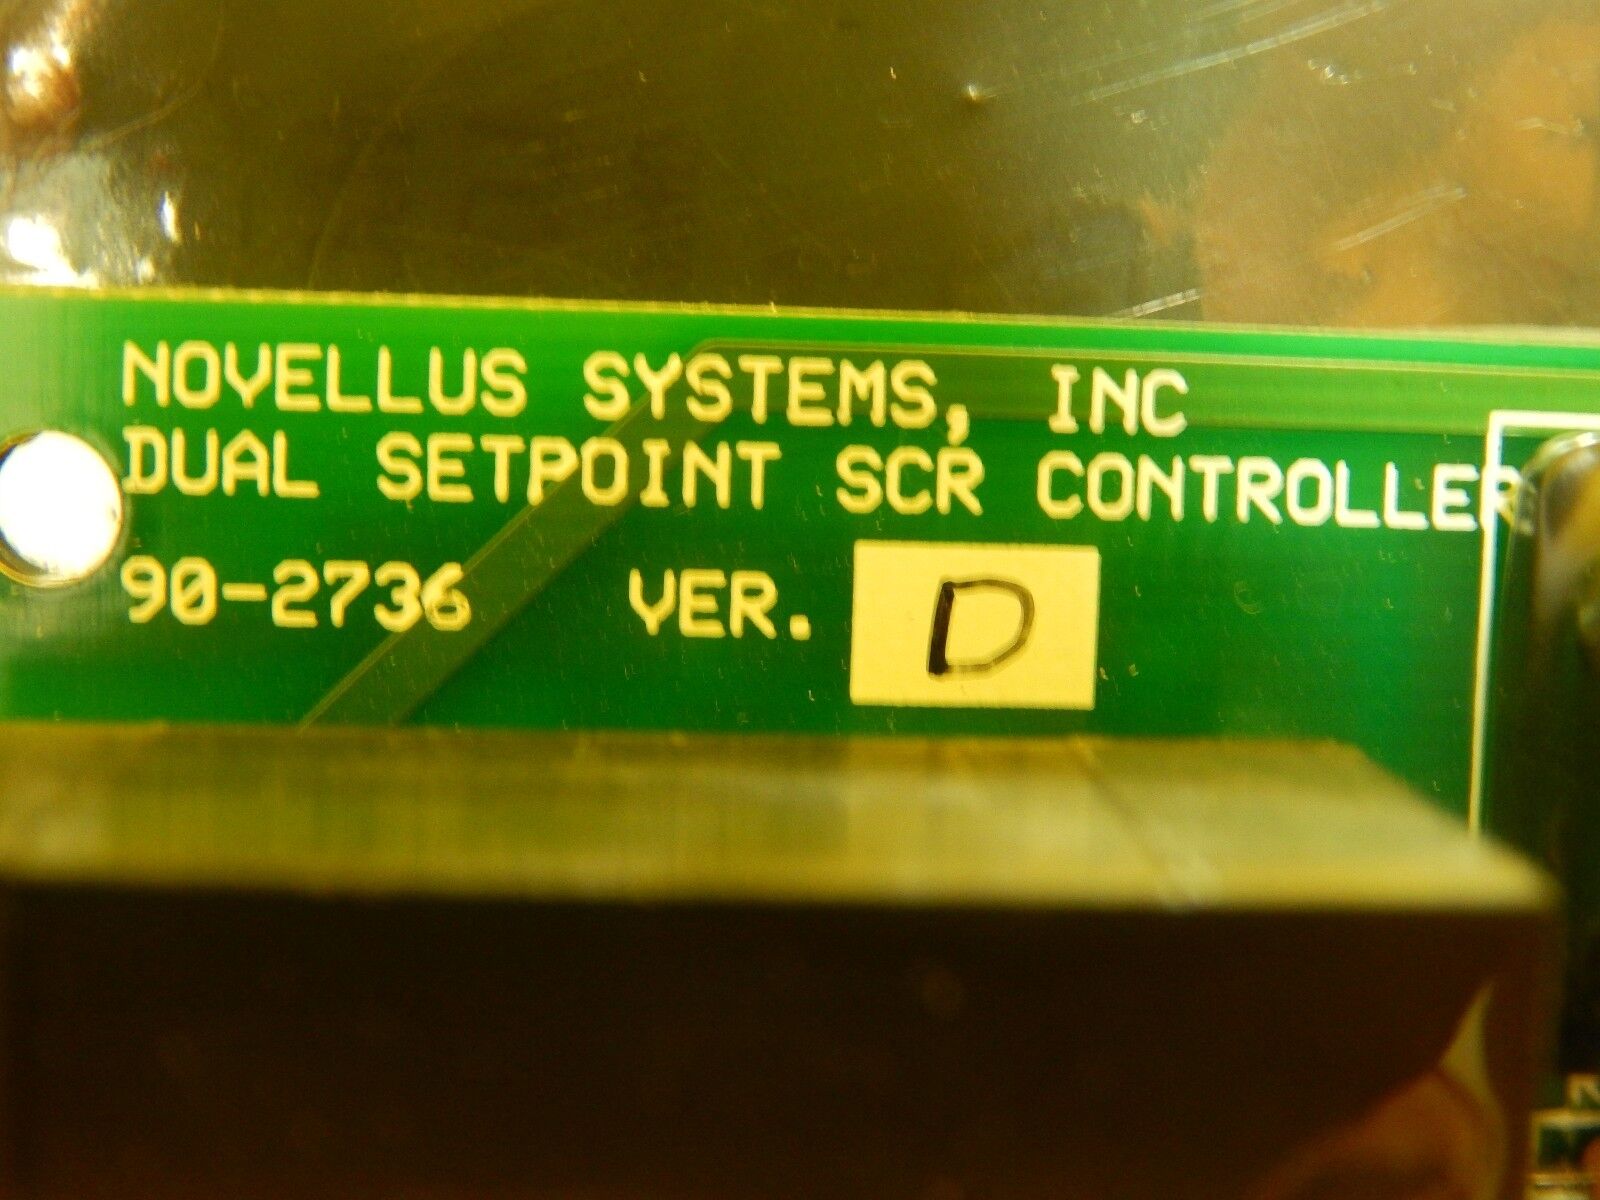 NOVELLUS SYSTEMS, INC
DUAL SETPOINT SCR CONTROLLER
90-2736 VER. D